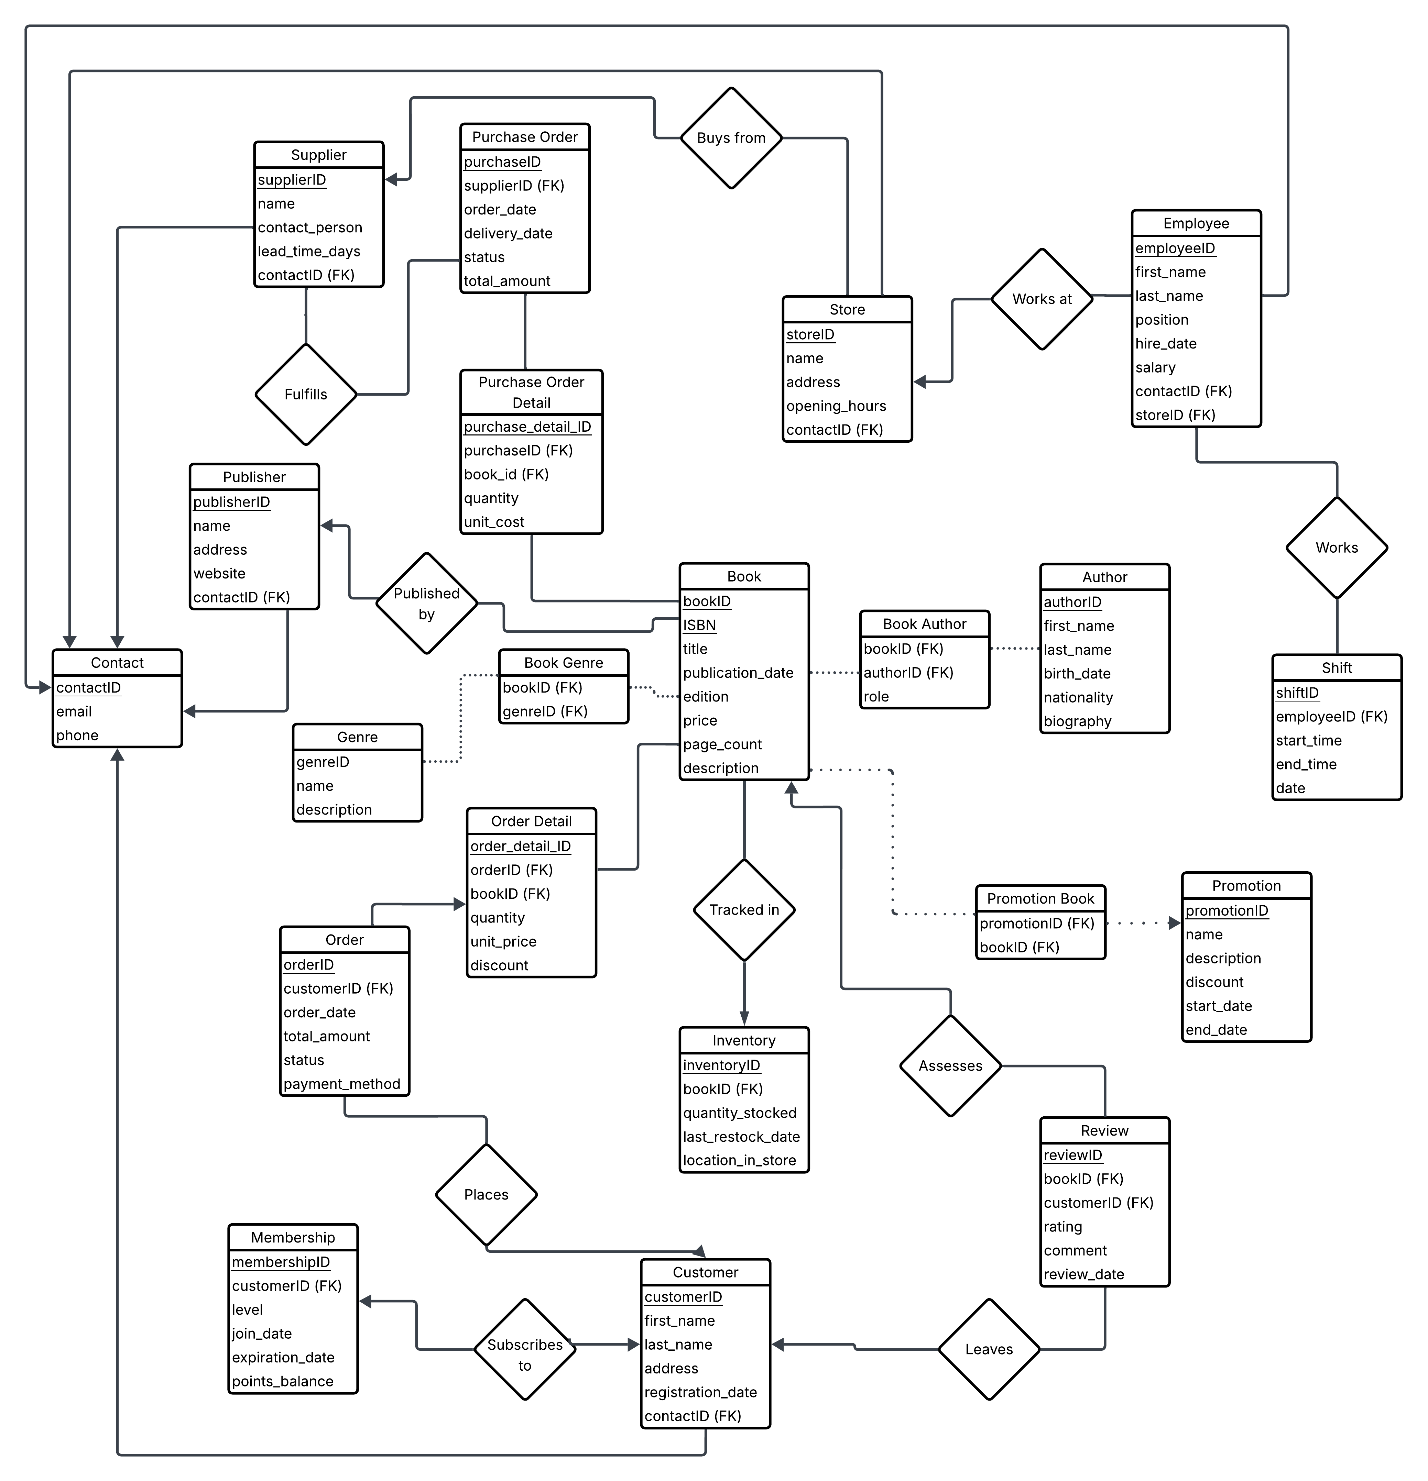 Buys from
Purchase Order
purchaseID
supplierID (FK)
order_date
delivery_date
status
total_amount
Supplier
supplierID
name
contact_person
lead_time_days
contactID (FK)
Employee
employeeID
first_name
last_name
position
hire_date
salary
contactID (FK)
storeID (FK)
Works at
Store
storeID
name
address
opening_hours
contactID (FK)
Fulfills
Purchase Order
Detail
purchase_detail_ID
purchaseID (FK)
book_id (FK)
quantity
unit_cost
Publisher
publisherID
name
address
website
contactID (FK)
Works
Published
by
Book
bookID
ISBN
title
publication_date
edition
price
page_count
description
Book Author
bookID (FK)
authorID (FK)
role
Author
authorID
first_name
last_name
birth_date
nationality
biography
Contact
contactID
email
phone
Book Genre
bookID (FK)
genreID (FK)
Shift
shiftID
employeeID (FK)
start_time
end_time
date
Genre
genreID
name
description
Order Detail
order_detail_ID
orderID (FK)
bookID (FK)
quantity
unit_price
discount
Tracked in
Promotion Book
promotionID (FK)
bookID (FK)
Promotion
promotionID
name
description
discount
start_date
end_date
Order
orderID
customerID (FK)
order_date
total_amount
status
payment_method
Inventory
inventoryID
bookID (FK)
quantity_stocked
last_restock_date
location_in_store
Assesses
Review
reviewID
bookID (FK)
customerID (FK)
rating
comment
review_date
Places
Membership
membershipID
customerID (FK)
level
join_date
expiration_date
points_balance
Subscribes
to
Customer
customerID
first_name
last_name
address
registration_date
contactID (FK)
Leaves